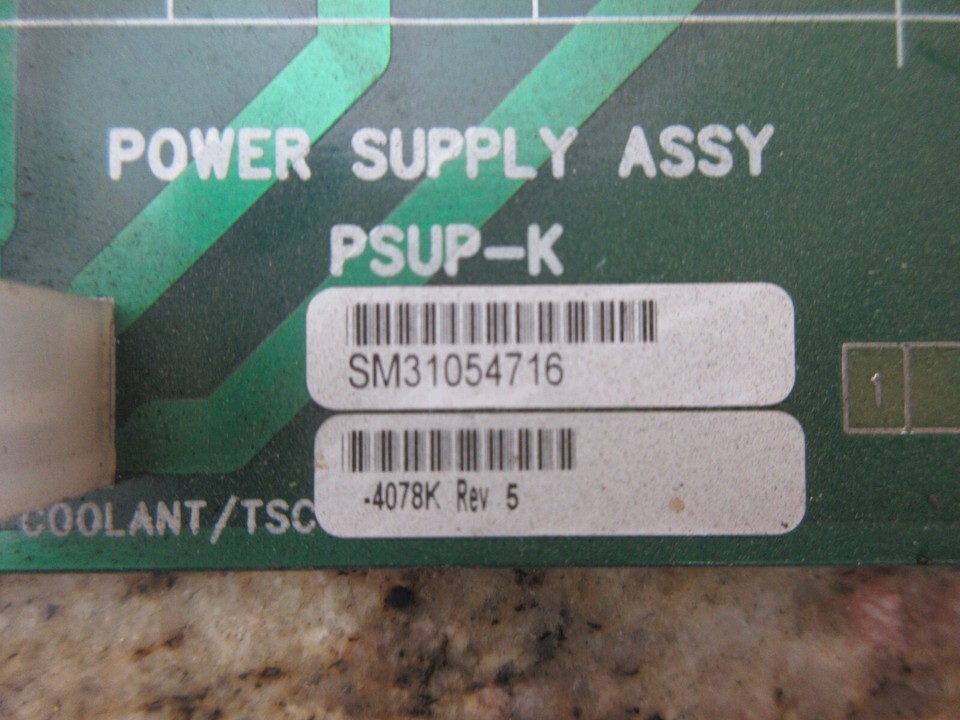 POWER SUPPLY ASSY
PSUP-K
SM31054716
1
-4078K Rev 5
COOLANT/TSC